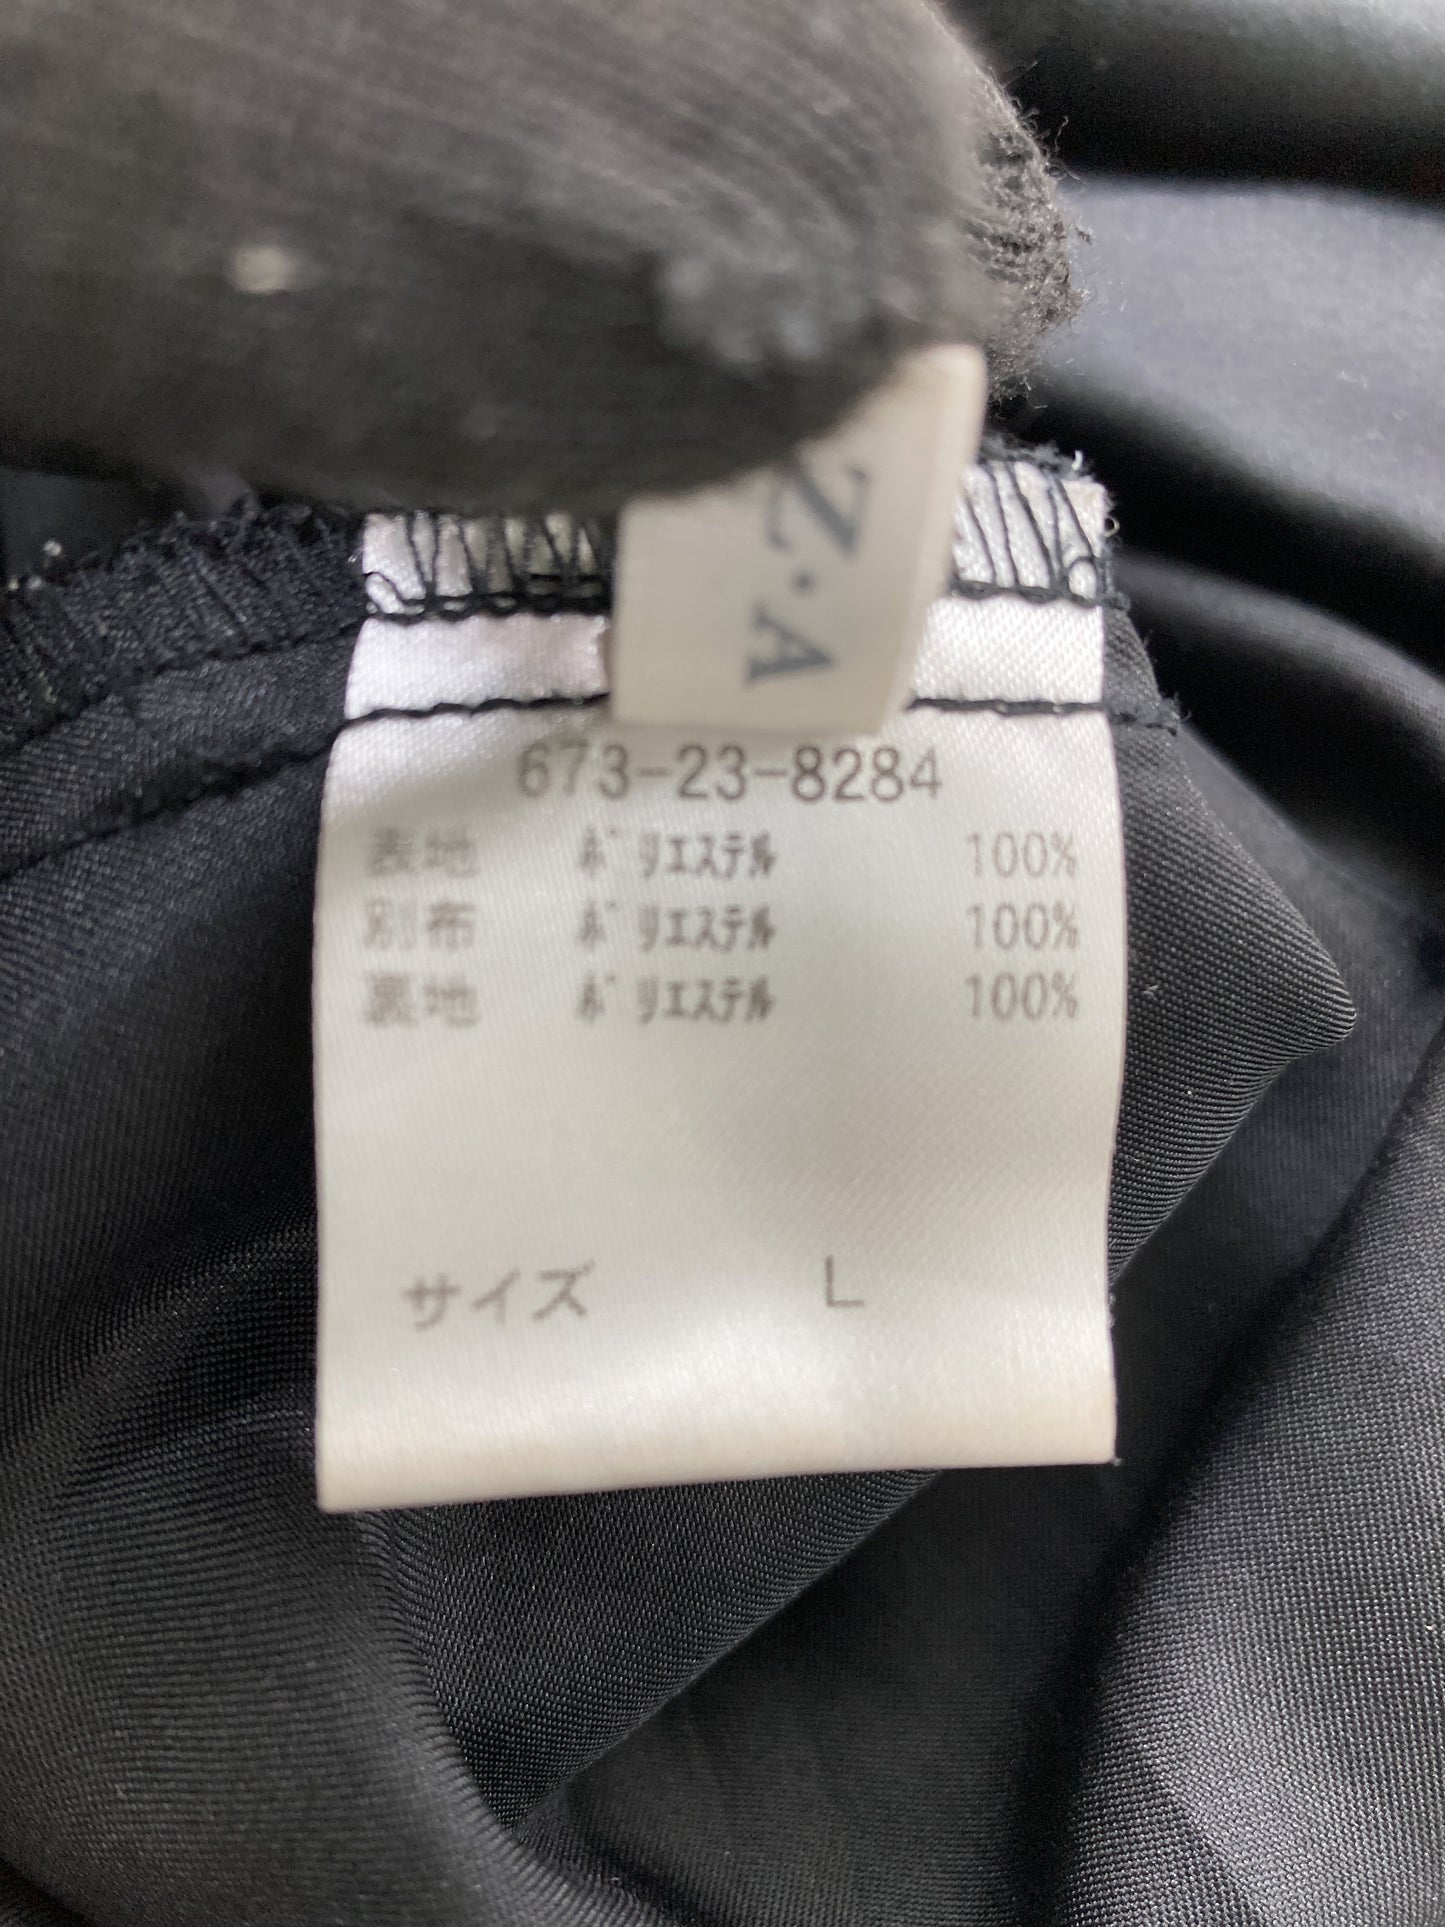 Z・A
673-23-8284
表地 ポリエステル 100%
別布 ポリエステル 100%
裏地 ポリエステル 100%
サイズ L